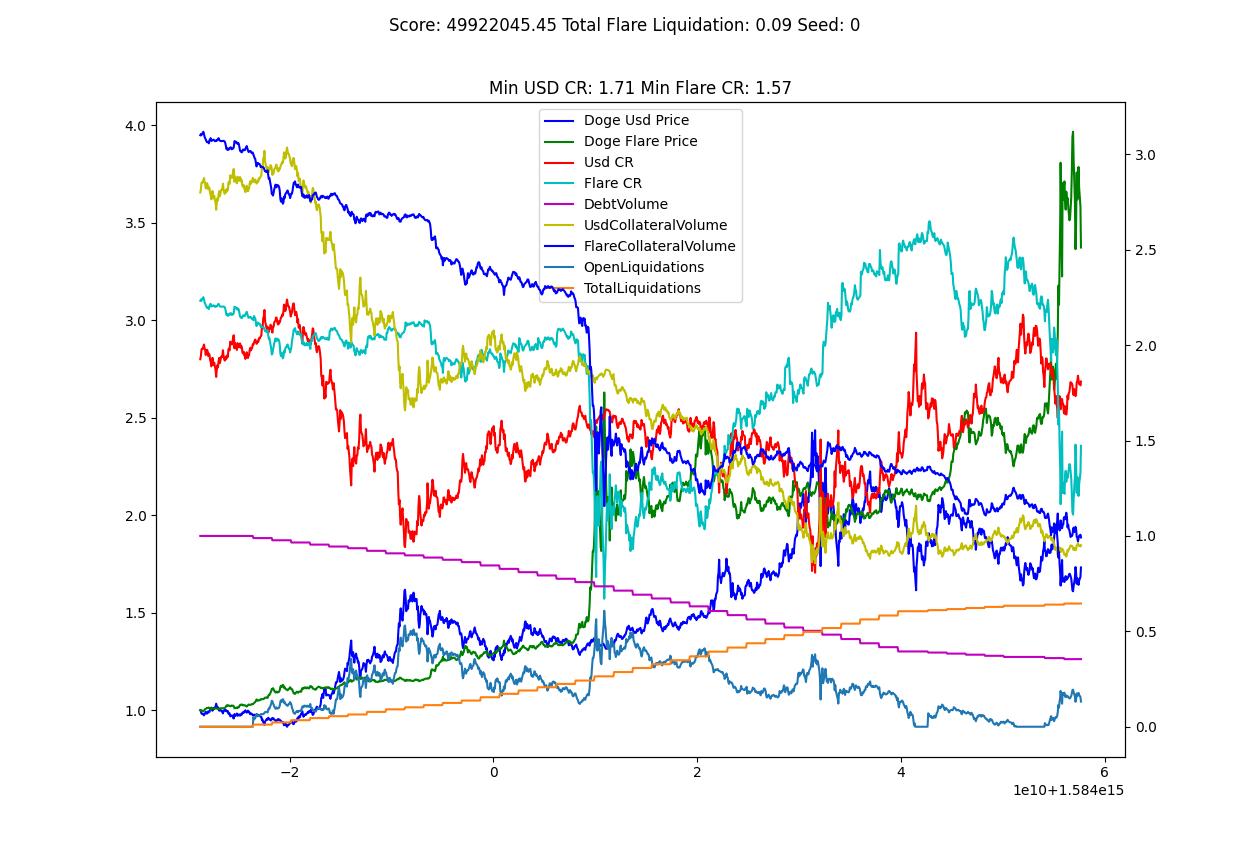 Score: 49922045.45 Total Flare Liquidation: 0.09 Seed: 0
Min USD CR: 1.71 Min Flare CR: 1.57
4.0
3.5
3.0
2.5
2.0
1.5
1.0
Doge Usd Price
Doge Flare Price
Usd CR
Flare CR
DebtVolume
UsdCollateralVolume
FlareCollateralVolume
OpenLiquidations
TotalLiquidations
3.0
2.5
2.0
1.5
1.0
0.5
0.0
−2 0 2 4 6
1e10+1.584e15